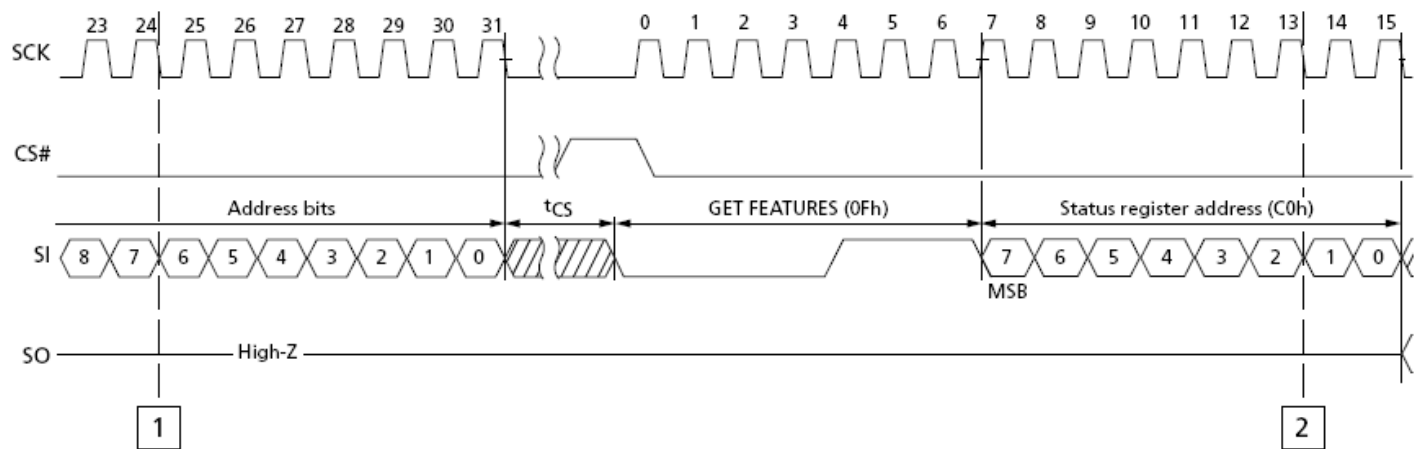 23 24 25 26 27 28 29 30 31 0 1 2 3 4 5 6 7 8 9 10 11 12 13 14 15
SCK
CS#
Address bits tCS GET FEATURES (0Fh) Status register address (C0h)
SI 8 7 6 5 4 3 2 1 0 7 6 5 4 3 2 1 0
MSB
SO High-Z
1 2